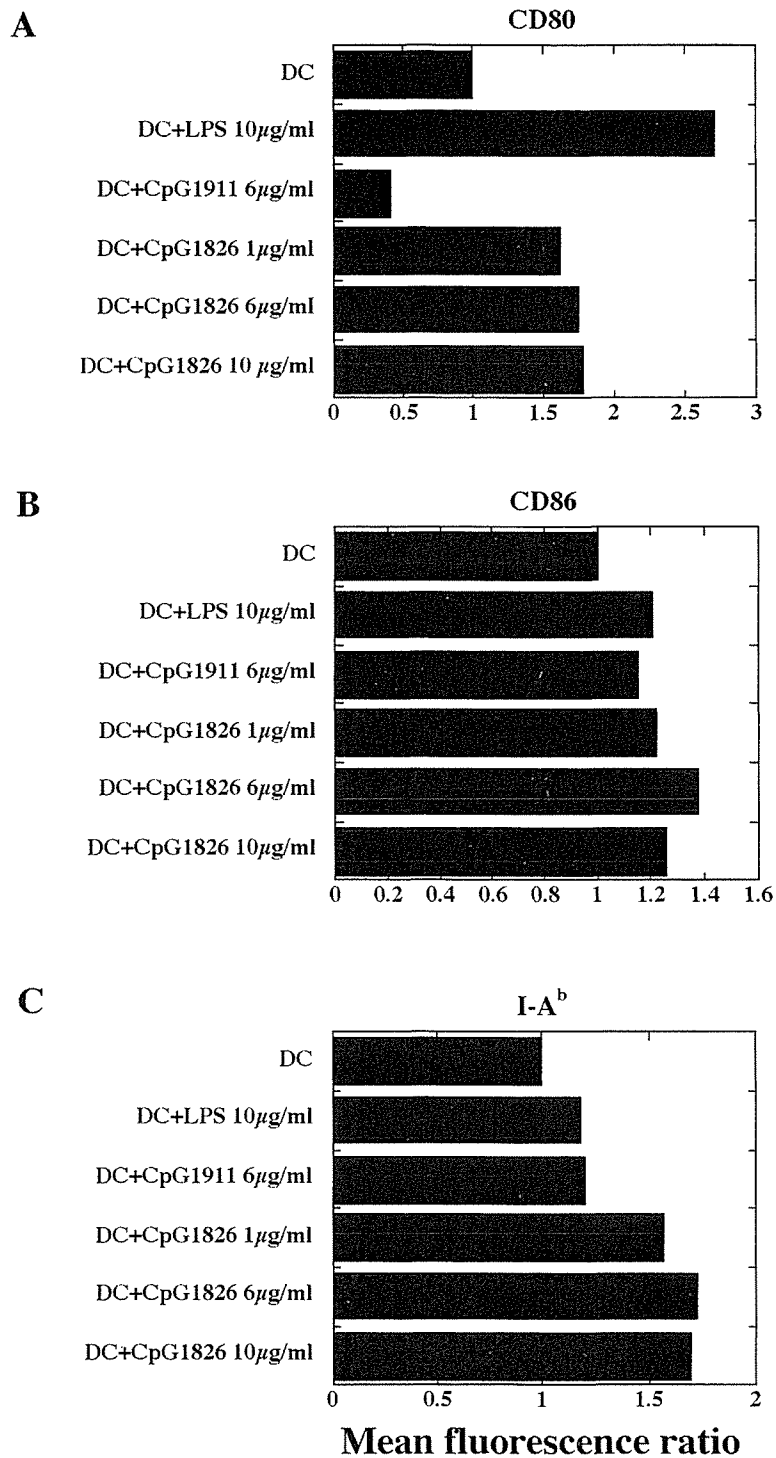 A
CD80
DC
DC+LPS 10µg/ml
DC+CpG1911 6µg/ml
DC+CpG1826 1µg/ml
DC+CpG1826 6µg/ml
DC+CpG1826 10 µg/ml
0 0.5 1 1.5 2 2.5 3
B
CD86
DC
DC+LPS 10µg/ml
DC+CpG1911 6µg/ml
DC+CpG1826 1µg/ml
DC+CpG1826 6µg/ml
DC+CpG1826 10µg/ml
0 0.2 0.4 0.6 0.8 1 1.2 1.4 1.6
C
I-Aᵇ
DC
DC+LPS 10µg/ml
DC+CpG1911 6µg/ml
DC+CpG1826 1µg/ml
DC+CpG1826 6µg/ml
DC+CpG1826 10µg/ml
0 0.5 1 1.5 2
Mean fluorescence ratio